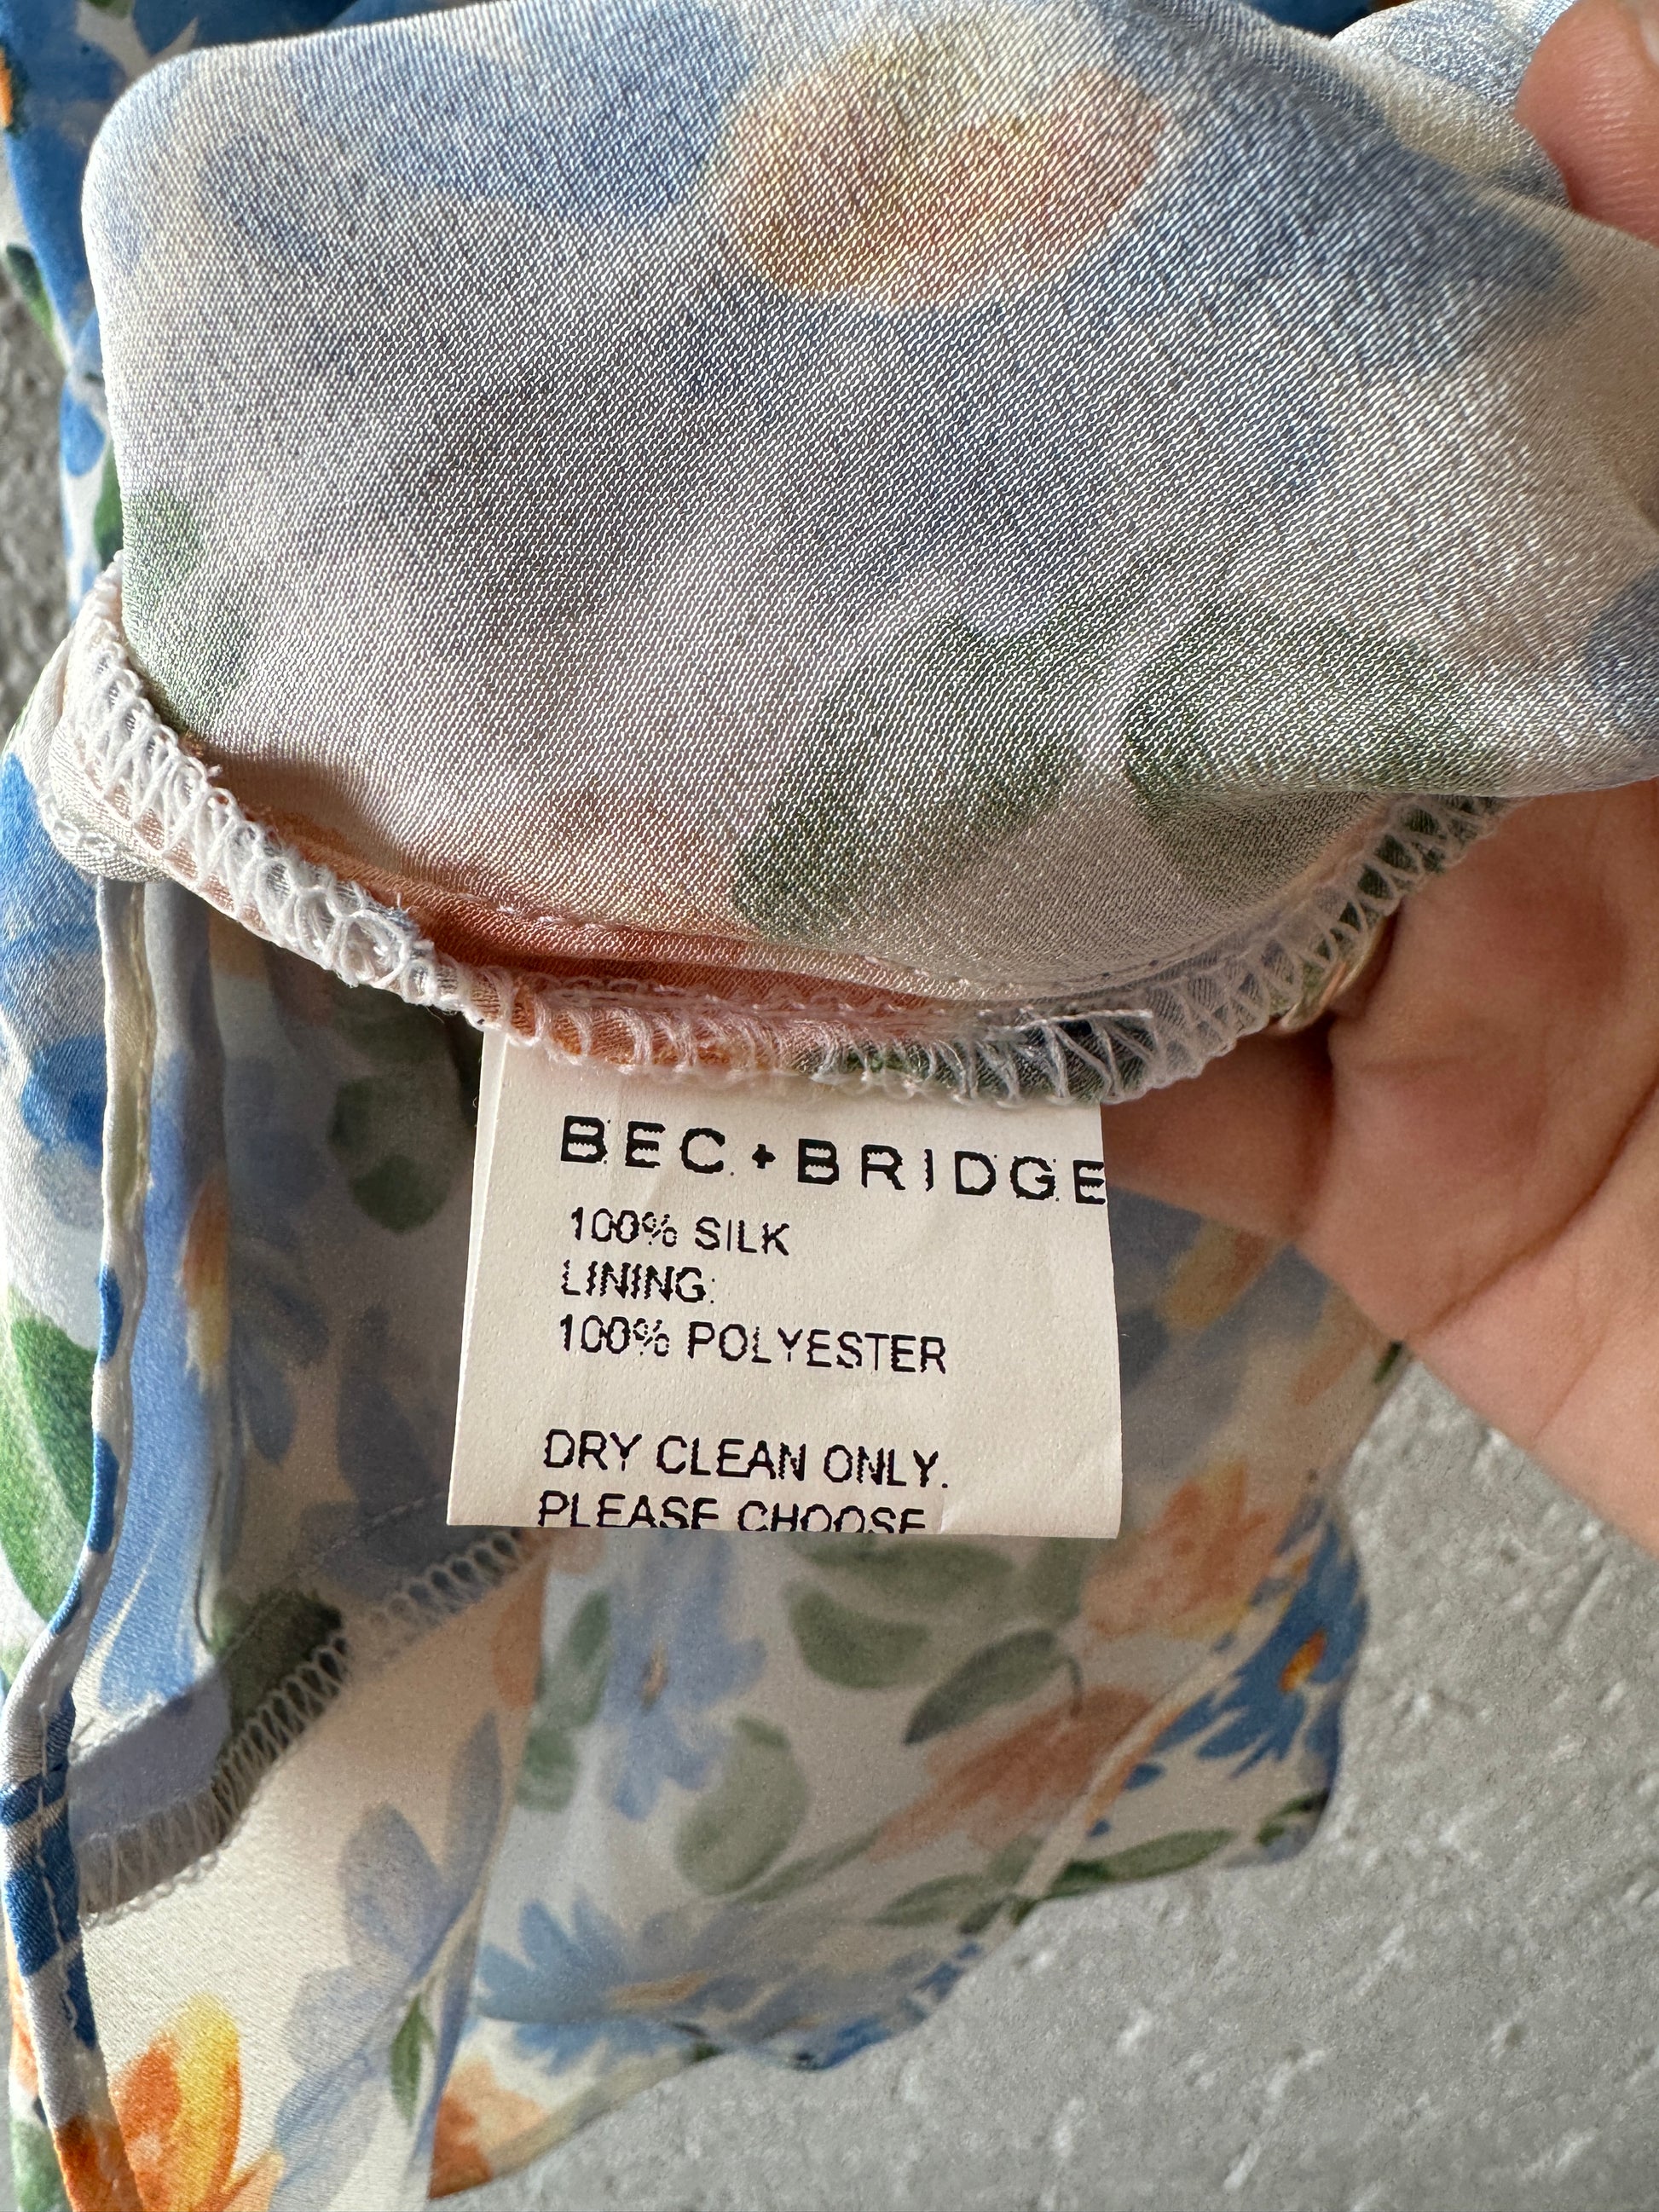 BEC + BRIDGE
100% SILK
LINING:
100% POLYESTER
DRY CLEAN ONLY.
PLEASE CHOOSE